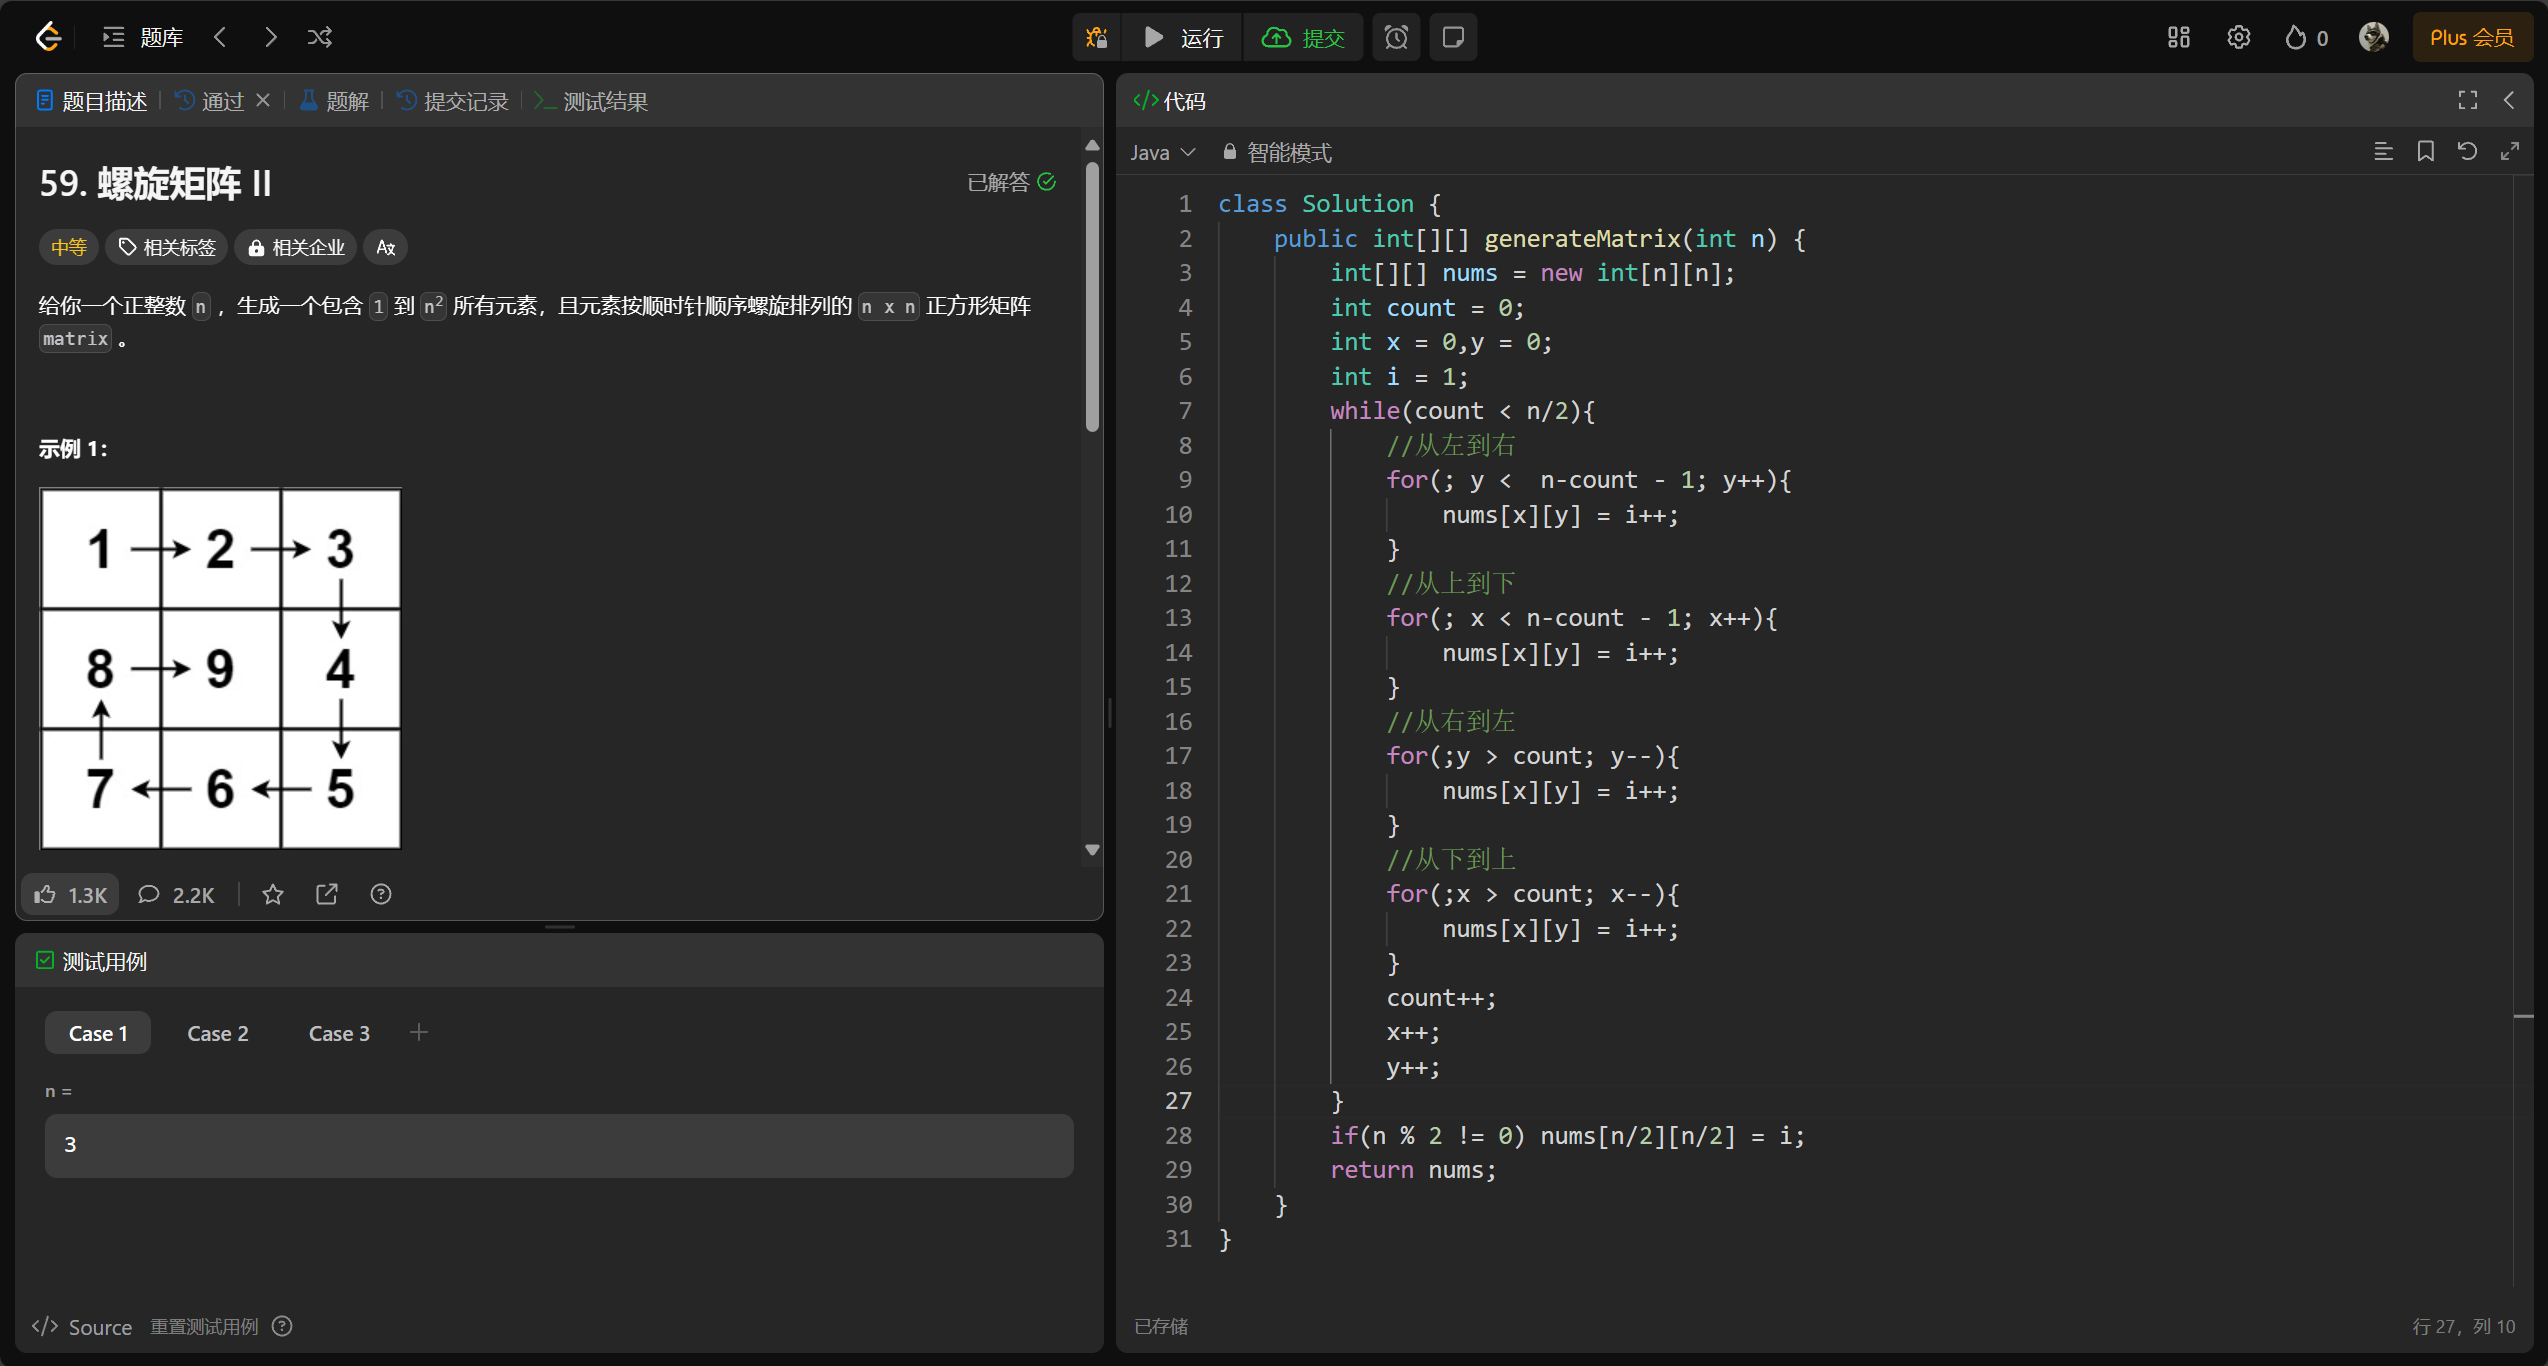 题库
运行
提交
0
Plus 会员
题目描述
通过
题解
提交记录
测试结果
59. 螺旋矩阵 II
已解答
中等
相关标签
相关企业
给你一个正整数 n ，生成一个包含 1 到 n² 所有元素，且元素按顺时针顺序螺旋排列的 n x n 正方形矩阵
matrix 。
示例 1：
1 2 3
8 9 4
7 6 5
1.3K
2.2K
测试用例
Case 1
Case 2
Case 3
n =
3
Source
重置测试用例
代码
Java
智能模式
1 class Solution {
2     public int[][] generateMatrix(int n) {
3         int[][] nums = new int[n][n];
4         int count = 0;
5         int x = 0,y = 0;
6         int i = 1;
7         while(count < n/2){
8             //从左到右
9             for(; y <  n-count - 1; y++){
10                 nums[x][y] = i++;
11             }
12             //从上到下
13             for(; x < n-count - 1; x++){
14                 nums[x][y] = i++;
15             }
16             //从右到左
17             for(;y > count; y--){
18                 nums[x][y] = i++;
19             }
20             //从下到上
21             for(;x > count; x--){
22                 nums[x][y] = i++;
23             }
24             count++;
25             x++;
26             y++;
27         }
28         if(n % 2 != 0) nums[n/2][n/2] = i;
29         return nums;
30     }
31 }
已存储
行 27，列 10